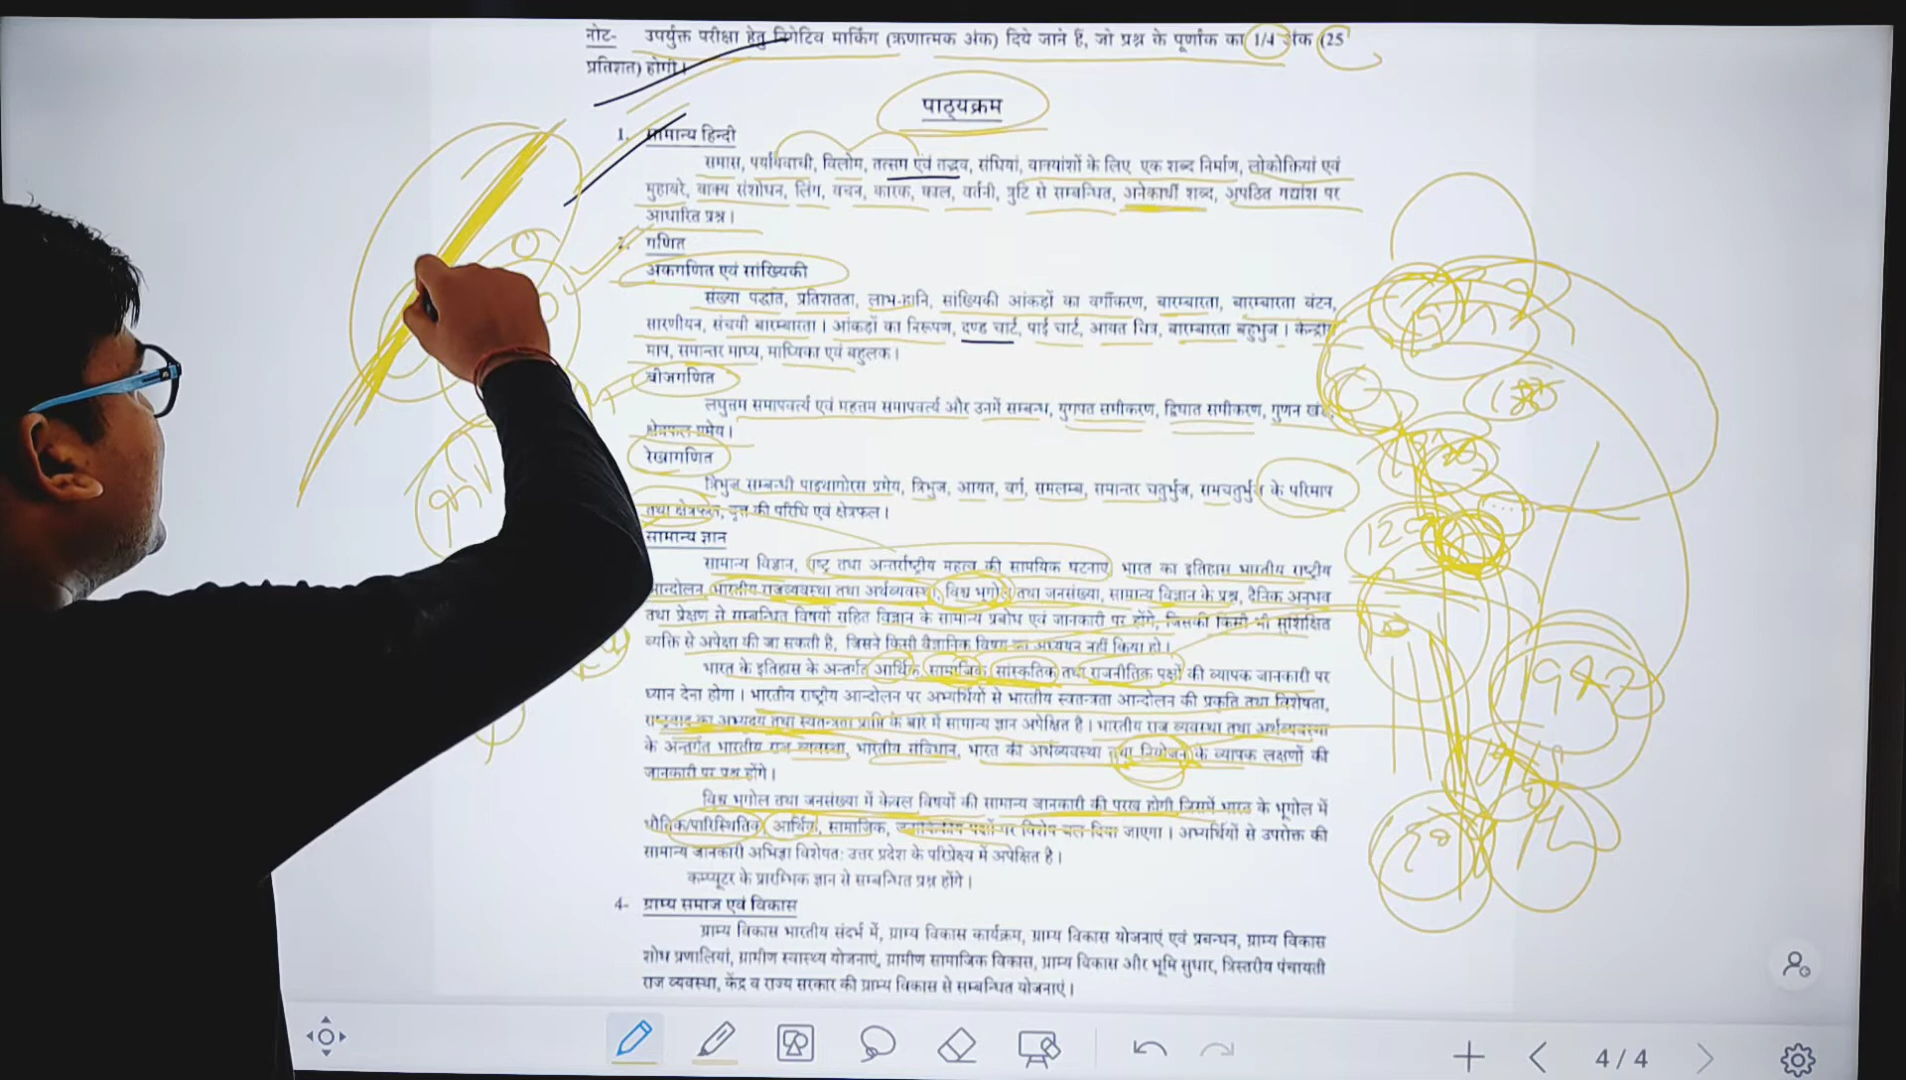 नोट- उपर्युक्त परीक्षा हेतु निगेटिव मार्किंग (ऋणात्मक अंक) दिये जाने हैं, जो प्रश्न के पूर्णांक का 1/4 अंक (25
प्रतिशत) होगी।
पाठ्यक्रम
1. सामान्य हिन्दी
समास, पर्यायवाची, विलोम, तत्सम एवं तद्भव, संधियां, वाक्यांशों के लिए एक शब्द निर्माण, लोकोक्तियां एवं
मुहावरे, वाक्य संशोधन, लिंग, वचन, कारक, काल, वर्तनी, त्रुटि से सम्बन्धित, अनेकार्थी शब्द, अपठित गद्यांश पर
आधारित प्रश्न।
2. गणित
अंकगणित एवं सांख्यिकी
संख्या पद्धति, प्रतिशतता, लाभ-हानि, सांख्यिकी आंकड़ों का वर्गीकरण, बारम्बारता, बारम्बारता बंटन,
सारणीयन, संचयी बारम्बारता। आंकड़ों का निरूपण, दण्ड चार्ट, पाई चार्ट, आयत चित्र, बारम्बारता बहुभुज। केन्द्रीय
माप, समान्तर माध्य, माध्यिका एवं बहुलक।
बीजगणित
लघुत्तम समापवर्त्य एवं महत्तम समापवर्त्य और उनमें सम्बन्ध, युगपत समीकरण, द्विघात समीकरण, गुणन खंड,
क्षेत्रफल प्रमेय।
रेखागणित
त्रिभुज सम्बन्धी पाइथागोरस प्रमेय, त्रिभुज, आयत, वर्ग, समलम्ब, समान्तर चतुर्भुज, समचतुर्भुज के परिमाप
तथा क्षेत्रफल, वृत्त की परिधि एवं क्षेत्रफल।
सामान्य ज्ञान
सामान्य विज्ञान, राष्ट्र तथा अन्तर्राष्ट्रीय महत्व की सामयिक घटनाएं भारत का इतिहास भारतीय राष्ट्रीय
आन्दोलन भारतीय राजव्यवस्था तथा अर्थव्यवस्था, विश्व भूगोल तथा जनसंख्या, सामान्य विज्ञान के प्रश्न, दैनिक अनुभव
तथा प्रेक्षण से सम्बन्धित विषयों सहित विज्ञान के सामान्य प्रबोध एवं जानकारी पर होंगे, जिसकी किसी भी सुशिक्षित
व्यक्ति से अपेक्षा की जा सकती है, जिसने किसी वैज्ञानिक विषय का अध्ययन नहीं किया हो।
भारत के इतिहास के अन्तर्गत आर्थिक सामाजिक सांस्कृतिक तथा राजनीतिक पक्षों की व्यापक जानकारी पर
ध्यान देना होगा। भारतीय राष्ट्रीय आन्दोलन पर अभ्यर्थियों से भारतीय स्वतन्त्रता आन्दोलन की प्रकृति तथा विशेषता,
राष्ट्रवाद का अभ्युदय तथा स्वतन्त्रता प्राप्ति के बारे में सामान्य ज्ञान अपेक्षित है। भारतीय राज व्यवस्था तथा अर्थव्यवस्था
के अन्तर्गत भारतीय राज व्यवस्था, भारतीय संविधान, भारत की अर्थव्यवस्था तथा नियोजन के व्यापक लक्षणों की
जानकारी पर प्रश्न होंगे।
विश्व भूगोल तथा जनसंख्या में केवल विषयों की सामान्य जानकारी की परख होगी जिसमें भारत के भूगोल में
भौतिक/पारिस्थितिक आर्थिक, सामाजिक, पक्षों पर विशेष बल दिया जाएगा। अभ्यर्थियों से उपरोक्त की
सामान्य जानकारी अभिज्ञा विशेषत: उत्तर प्रदेश के परिप्रेक्ष्य में अपेक्षित है।
कम्प्यूटर के प्रारम्भिक ज्ञान से सम्बन्धित प्रश्न होंगे।
4- ग्राम्य समाज एवं विकास
ग्राम्य विकास भारतीय संदर्भ में, ग्राम्य विकास कार्यक्रम, ग्राम्य विकास योजनाएं एवं प्रबन्धन, ग्राम्य विकास
शोध प्रणालियां, ग्रामीण स्वास्थ्य योजनाएं, ग्रामीण सामाजिक विकास, ग्राम्य विकास और भूमि सुधार, त्रिस्तरीय पंचायती
राज व्यवस्था, केंद्र व राज्य सरकार की ग्राम्य विकास से सम्बन्धित योजनाएं।
4 / 4